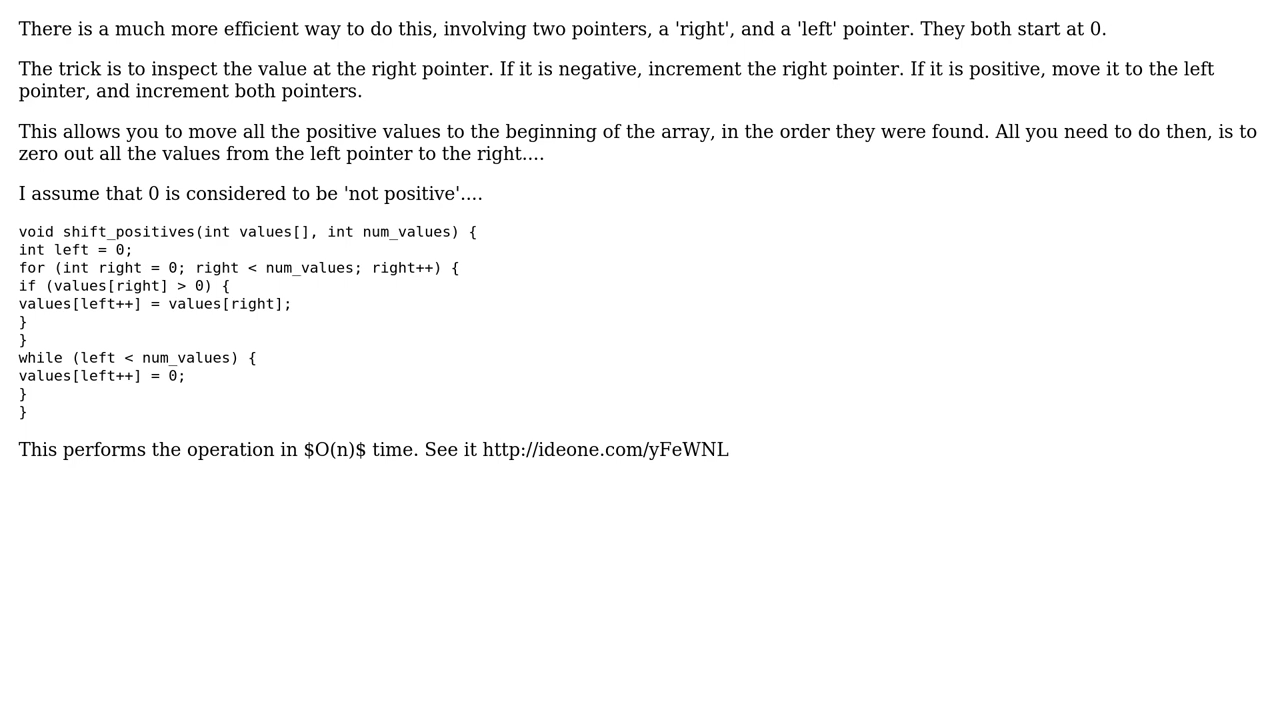 There is a much more efficient way to do this, involving two pointers, a 'right', and a 'left' pointer. They both start at 0.
The trick is to inspect the value at the right pointer. If it is negative, increment the right pointer. If it is positive, move it to the left
pointer, and increment both pointers.
This allows you to move all the positive values to the beginning of the array, in the order they were found. All you need to do then, is to
zero out all the values from the left pointer to the right....
I assume that 0 is considered to be 'not positive'....
void shift_positives(int values[], int num_values) {
int left = 0;
for (int right = 0; right < num_values; right++) {
if (values[right] > 0) {
values[left++] = values[right];
}
}
while (left < num_values) {
values[left++] = 0;
}
}
This performs the operation in $O(n)$ time. See it http://ideone.com/yFeWNL